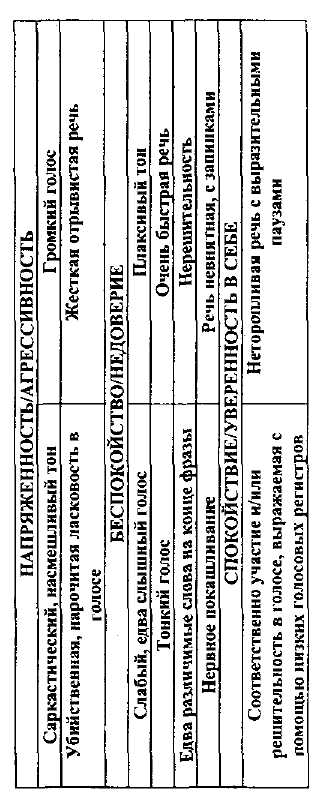 НАПРЯЖЕННОСТЬ/АГРЕССИВНОСТЬ
Саркастический, насмешливый тон
Громкий голос
Убийственная, нарочитая ласковость в
голосе
Жесткая отрывистая речь
БЕСПОКОЙСТВО/НЕДОВЕРИЕ
Слабый, едва слышный голос
Плаксивый тон
Тонкий голос
Очень быстрая речь
Едва различимые слова на конце фразы
Нерешительность
Нервное покашливание
Речь невнятная, с запинками
СПОКОЙСТВИЕ/УВЕРЕННОСТЬ В СЕБЕ
Соответственно участие и/или
решительность в голосе, выражаемая с
помощью низких голосовых регистров
Неторопливая речь с выразительными
паузами